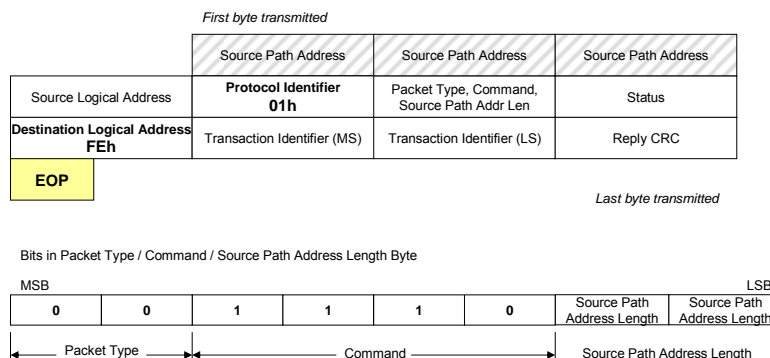 First byte transmitted
Source Path Address
Source Path Address
Source Path Address
Source Logical Address
Protocol Identifier
01h
Packet Type, Command,
Source Path Addr Len
Status
Destination Logical Address
FEh
Transaction Identifier (MS)
Transaction Identifier (LS)
Reply CRC
EOP
Last byte transmitted
Bits in Packet Type / Command / Source Path Address Length Byte
MSB
LSB
0
0
1
1
1
0
Source Path
Address Length
Source Path
Address Length
Packet Type
Command
Source Path Address Length